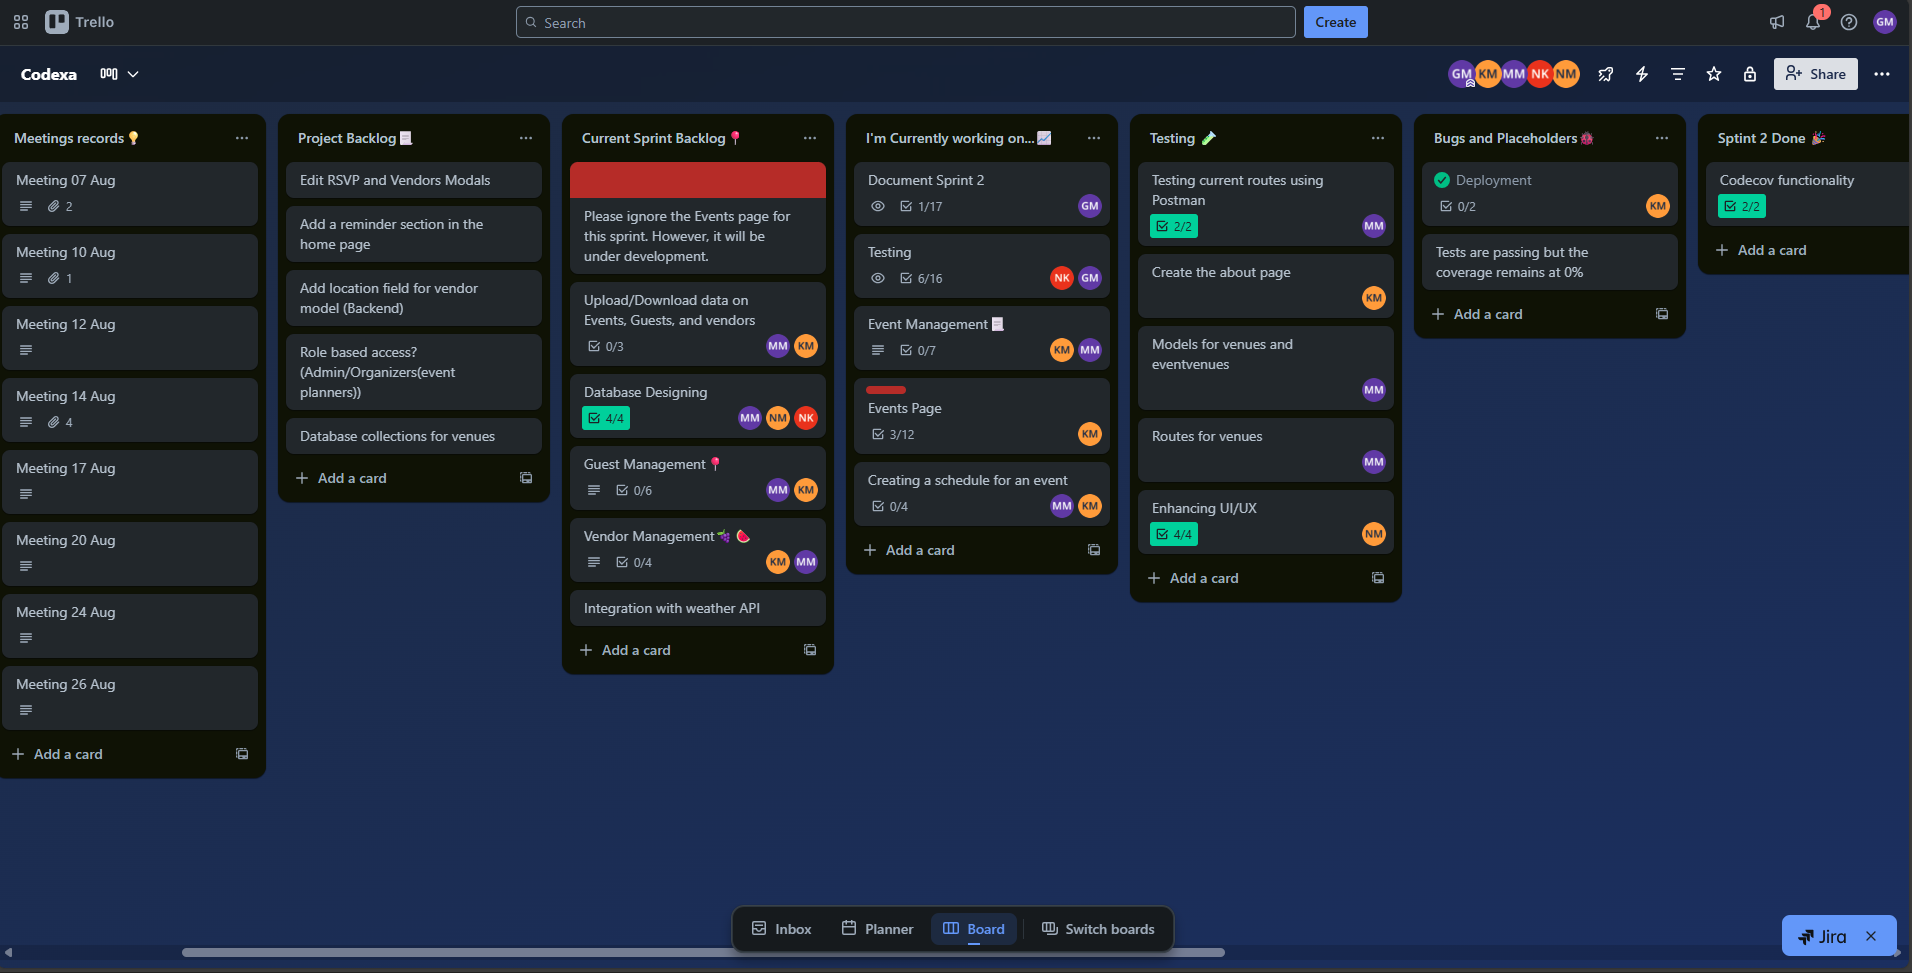 Trello
Search
Create
1
GM
Codexa
GM KM MM NK NM
Share
Meetings records
Meeting 07 Aug
2
Meeting 10 Aug
1
Meeting 12 Aug
Meeting 14 Aug
4
Meeting 17 Aug
Meeting 20 Aug
Meeting 24 Aug
Meeting 26 Aug
Add a card
Project Backlog
Edit RSVP and Vendors Modals
Add a reminder section in the
home page
Add location field for vendor
model (Backend)
Role based access?
(Admin/Organizers(event
planners))
Database collections for venues
Add a card
Current Sprint Backlog
Please ignore the Events page for
this sprint. However, it will be
under development.
Upload/Download data on
Events, Guests, and vendors
0/3 MM KM
Database Designing
4/4 MM NM NK
Guest Management
0/6 MM KM
Vendor Management
0/4 KM MM
Integration with weather API
Add a card
I'm Currently working on...
Document Sprint 2
1/17 GM
Testing
6/16 NK GM
Event Management
0/7 KM MM
Events Page
3/12 KM
Creating a schedule for an event
0/4 MM KM
Add a card
Testing
Testing current routes using
Postman
2/2 MM
Create the about page
KM
Models for venues and
eventvenues
MM
Routes for venues
MM
Enhancing UI/UX
4/4 NM
Add a card
Bugs and Placeholders
Deployment
0/2 KM
Tests are passing but the
coverage remains at 0%
Add a card
Sptint 2 Done
Codecov functionality
2/2
Add a card
Inbox
Planner
Board
Switch boards
Jira